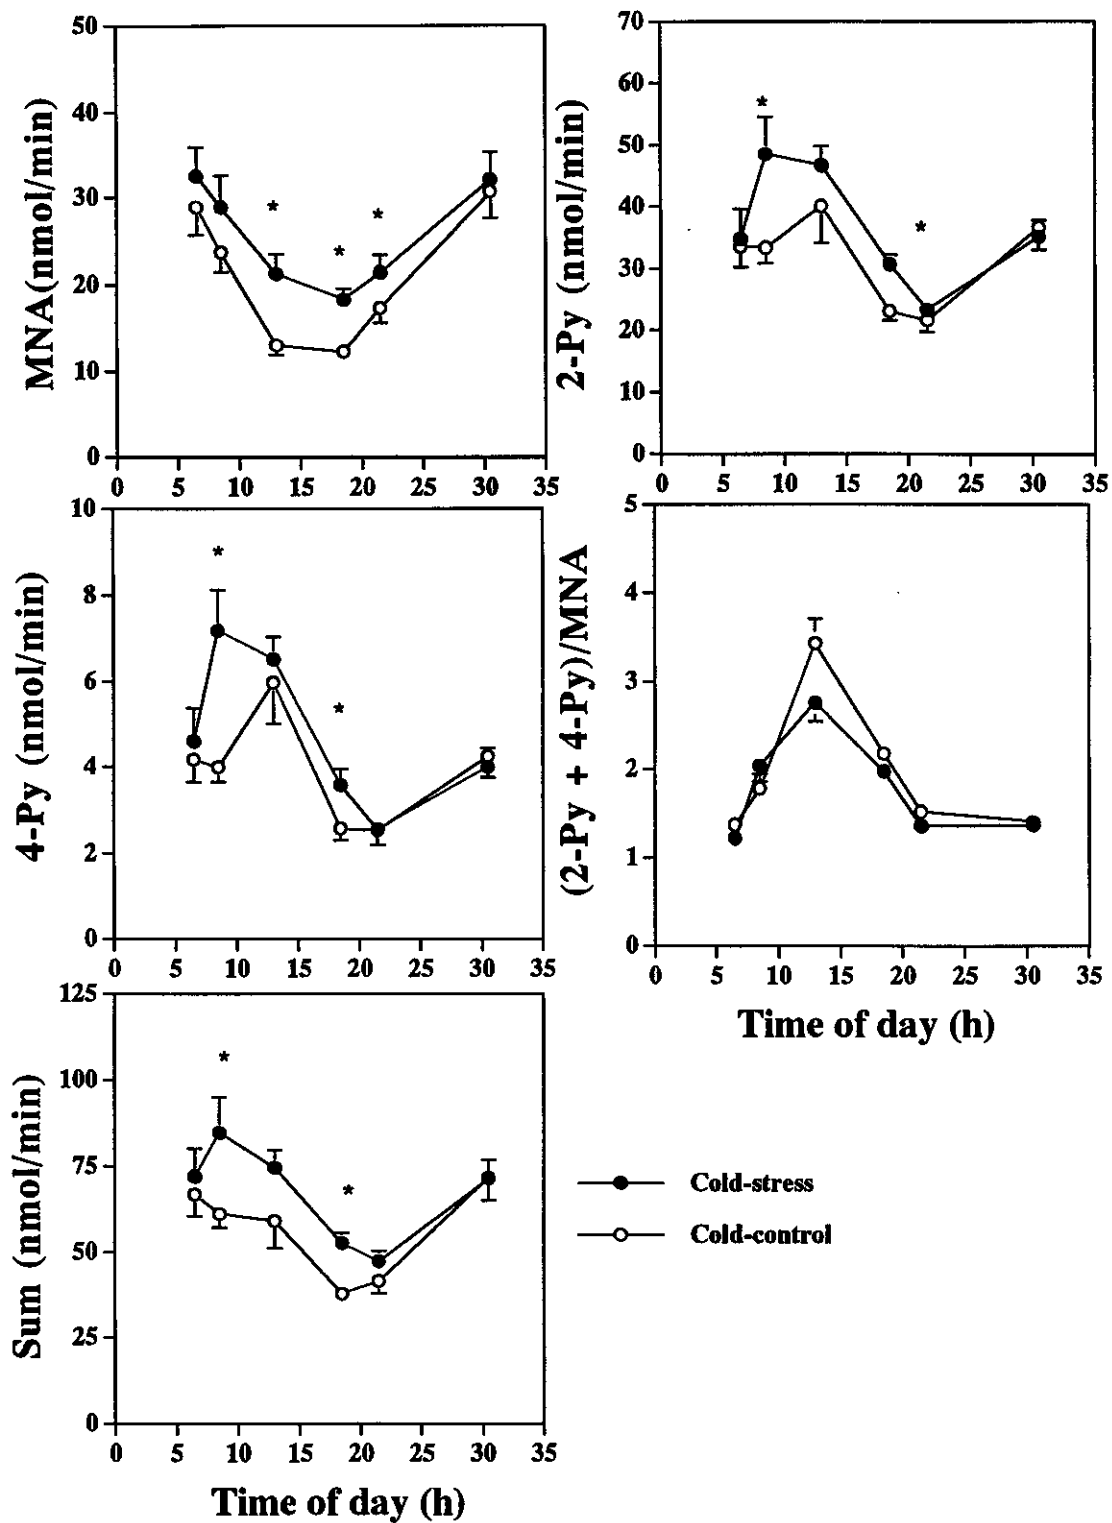 MNA(nmol/min)
50
40
30
20
10
0
0 5 10 15 20 25 30 35
* * * *
2-Py (nmol/min)
70
60
50
40
30
20
10
0
0 5 10 15 20 25 30 35
* *
4-Py (nmol/min)
10
8
6
4
2
0
0 5 10 15 20 25 30 35
* *
(2-Py + 4-Py)/MNA
5
4
3
2
1
0
0 5 10 15 20 25 30 35
Time of day (h)
Sum (nmol/min)
125
100
75
50
25
0
0 5 10 15 20 25 30 35
* *
Time of day (h)
Cold-stress
Cold-control